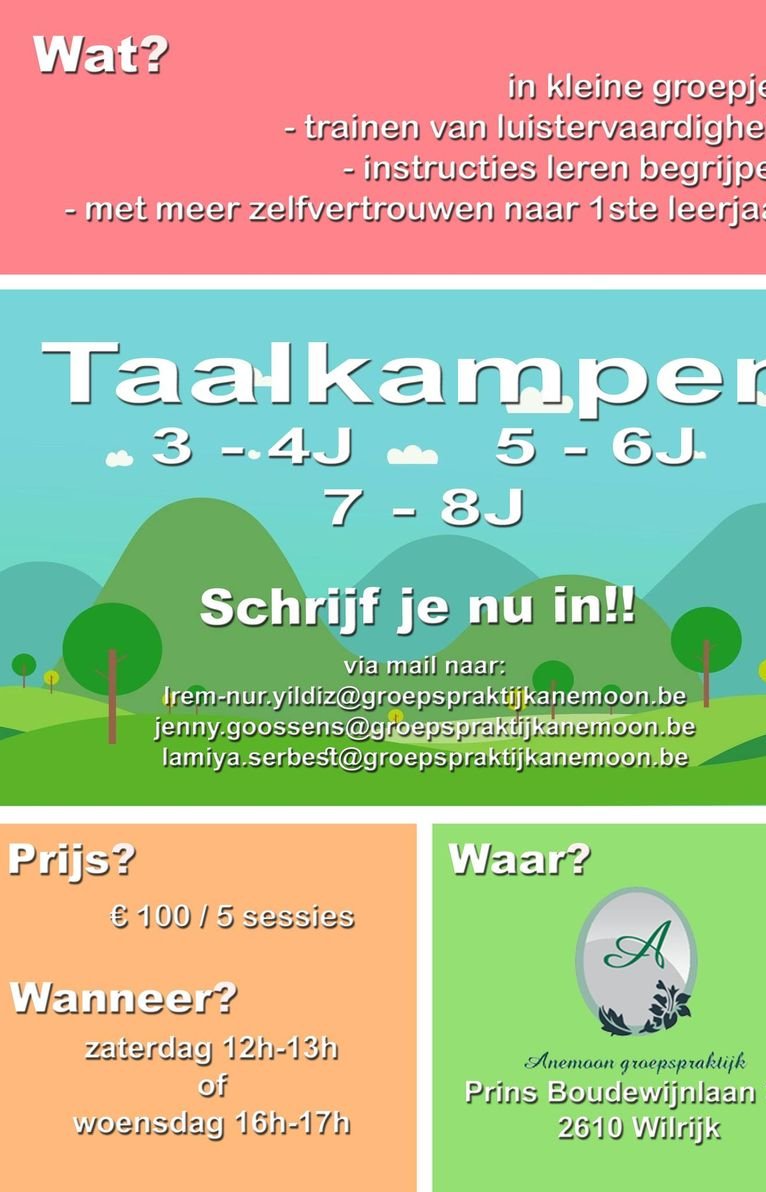 Wat?
in kleine groepje
- trainen van luistervaardighe
- instructies leren begrijpe
- met meer zelfvertrouwen naar 1ste leerjaa
Taalkampen
3 - 4J 5 - 6J
7 - 8J
Schrijf je nu in!!
via mail naar:
Irem-nur.yildiz@groepspraktijkanemoon.be
jenny.goossens@groepspraktijkanemoon.be
lamiya.serbest@groepspraktijkanemoon.be
Prijs?
€ 100 / 5 sessies
Wanneer?
zaterdag 12h-13h
of
woensdag 16h-17h
Waar?
A
Anemoon groepspraktijk
Prins Boudewijnlaan
2610 Wilrijk